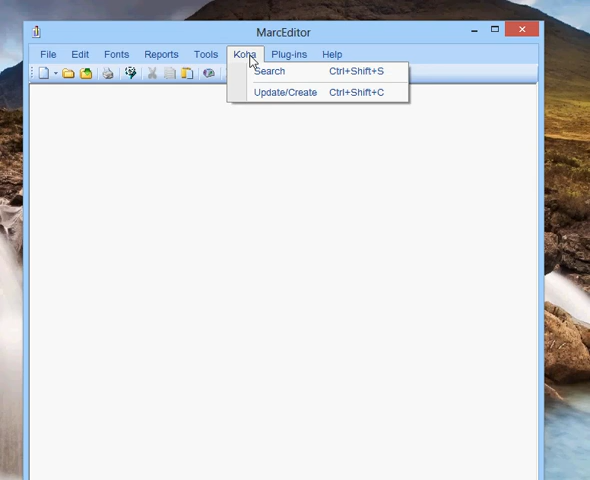 MarcEditor
File Edit Fonts Reports Tools Koha Plug-ins Help
Search Ctrl+Shift+S
Update/Create Ctrl+Shift+C